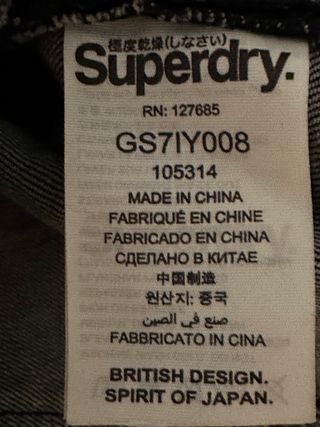 極度乾燥(しなさい)
Superdry.
RN: 127685
GS7IY008
105314
MADE IN CHINA
FABRIQUÉ EN CHINE
FABRICADO EN CHINA
СДЕЛАНО В КИТАЕ
中国制造
원산지: 중국
صنع في الصين
FABBRICATO IN CINA
BRITISH DESIGN.
SPIRIT OF JAPAN.